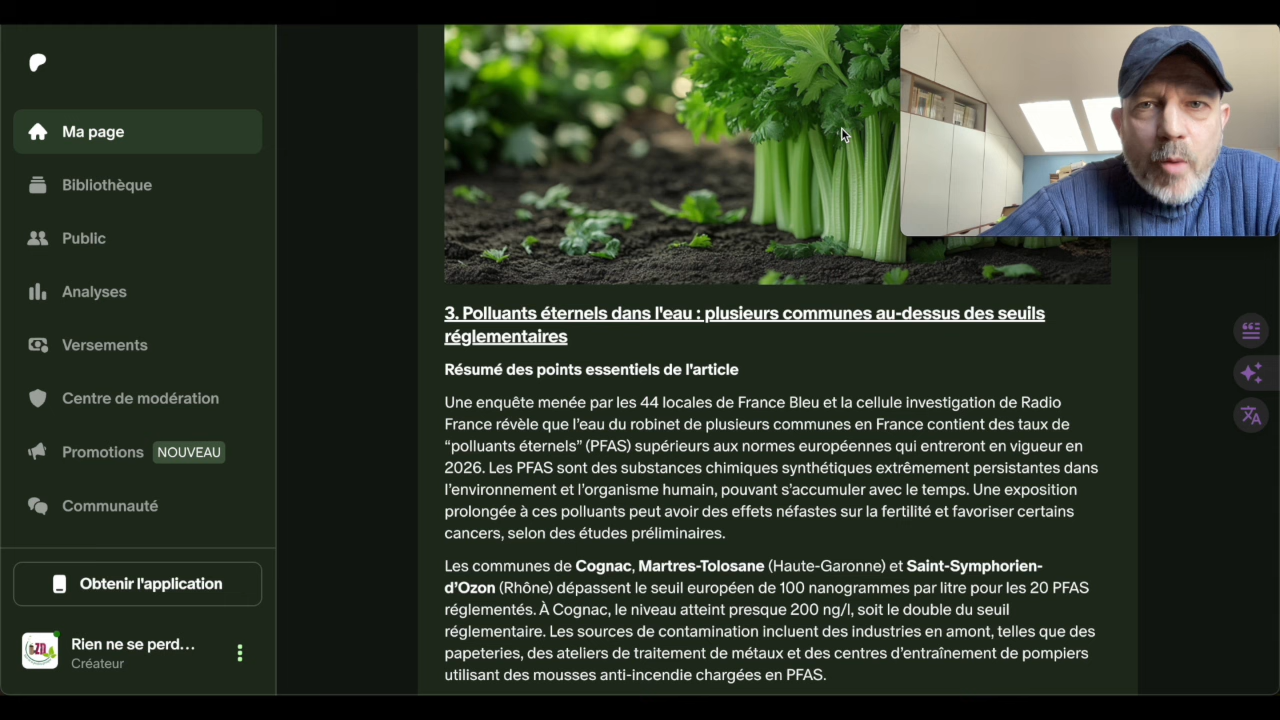 Ma page
Bibliothèque
Public
Analyses
Versements
Centre de modération
Promotions NOUVEAU
Communauté
Obtenir l'application
Rien ne se perd...
Créateur
3. Polluants éternels dans l'eau : plusieurs communes au-dessus des seuils
réglementaires
Résumé des points essentiels de l'article
Une enquête menée par les 44 locales de France Bleu et la cellule investigation de Radio
France révèle que l’eau du robinet de plusieurs communes en France contient des taux de
“polluants éternels” (PFAS) supérieurs aux normes européennes qui entreront en vigueur en
2026. Les PFAS sont des substances chimiques synthétiques extrêmement persistantes dans
l’environnement et l’organisme humain, pouvant s’accumuler avec le temps. Une exposition
prolongée à ces polluants peut avoir des effets néfastes sur la fertilité et favoriser certains
cancers, selon des études préliminaires.
Les communes de Cognac, Martres-Tolosane (Haute-Garonne) et Saint-Symphorien-
d’Ozon (Rhône) dépassent le seuil européen de 100 nanogrammes par litre pour les 20 PFAS
réglementés. À Cognac, le niveau atteint presque 200 ng/l, soit le double du seuil
réglementaire. Les sources de contamination incluent des industries en amont, telles que des
papeteries, des ateliers de traitement de métaux et des centres d’entraînement de pompiers
utilisant des mousses anti-incendie chargées en PFAS.